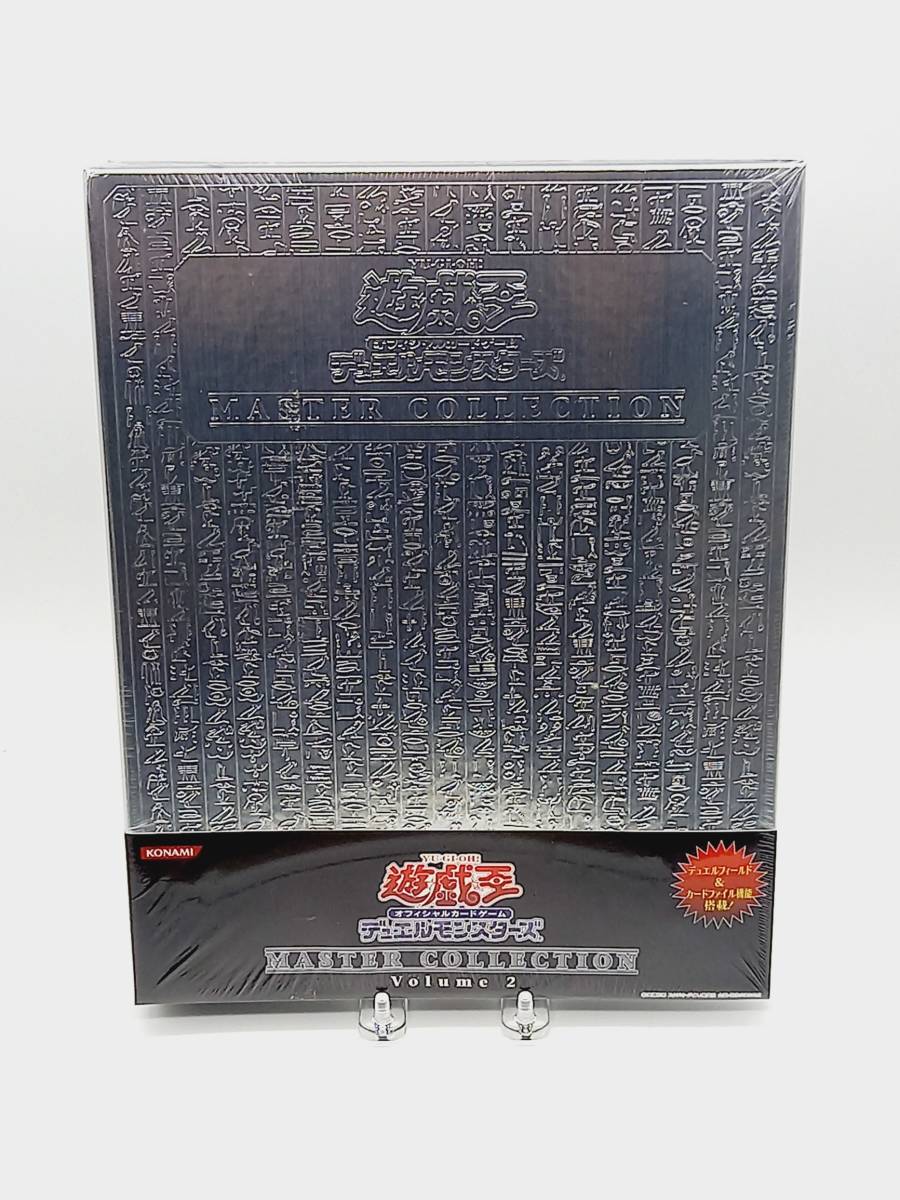 YU-GI-OH!
遊戯王
オフィシャルカードゲーム
デュエルモンスターズ
MASTER COLLECTION
KONAMI
YU-GI-OH!
遊戯王
オフィシャルカードゲーム
デュエルモンスターズ
MASTER COLLECTION
Volume 2
デュエルフィールド
&
カードファイル機能
搭載!